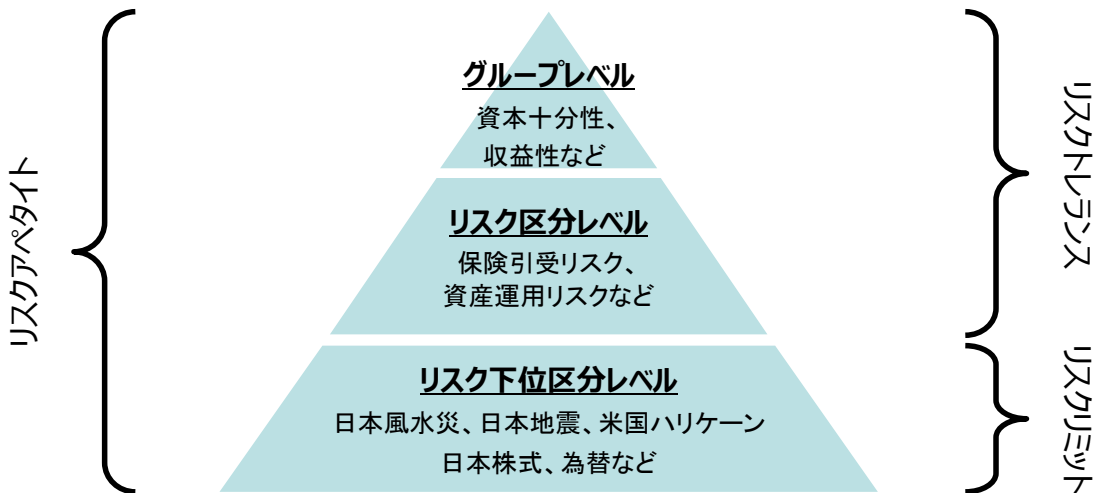 リスクアペタイト
グループレベル
資本十分性、
収益性など
リスク区分レベル
保険引受リスク、
資産運用リスクなど
リスク下位区分レベル
日本風水災、日本地震、米国ハリケーン
日本株式、為替など
リスクトレランス
リスクリミット